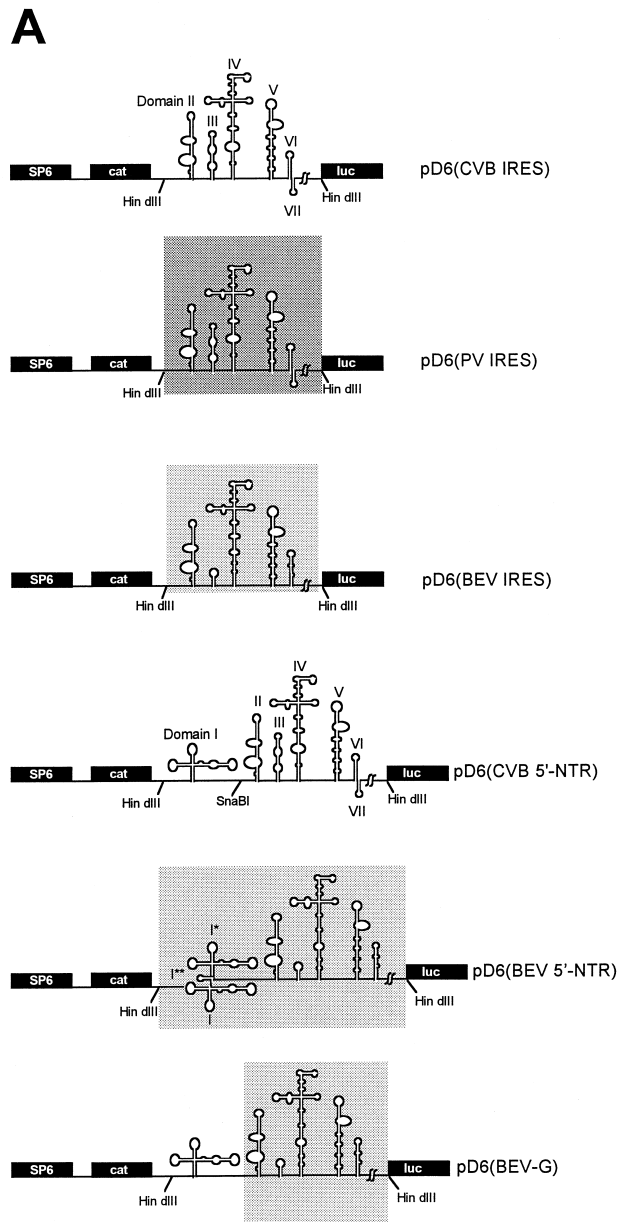 A
IV
V
Domain II
III
VI
SP6 cat luc pD6(CVB IRES)
Hin dIII Hin dIII
VII
SP6 cat luc pD6(PV IRES)
Hin dIII Hin dIII
SP6 cat luc pD6(BEV IRES)
Hin dIII Hin dIII
IV
II V
III
Domain I VI
SP6 cat luc pD6(CVB 5'-NTR)
Hin dIII SnaBI Hin dIII
VII
I*
I**
SP6 cat luc pD6(BEV 5'-NTR)
Hin dIII Hin dIII
I
SP6 cat luc pD6(BEV-G)
Hin dIII Hin dIII